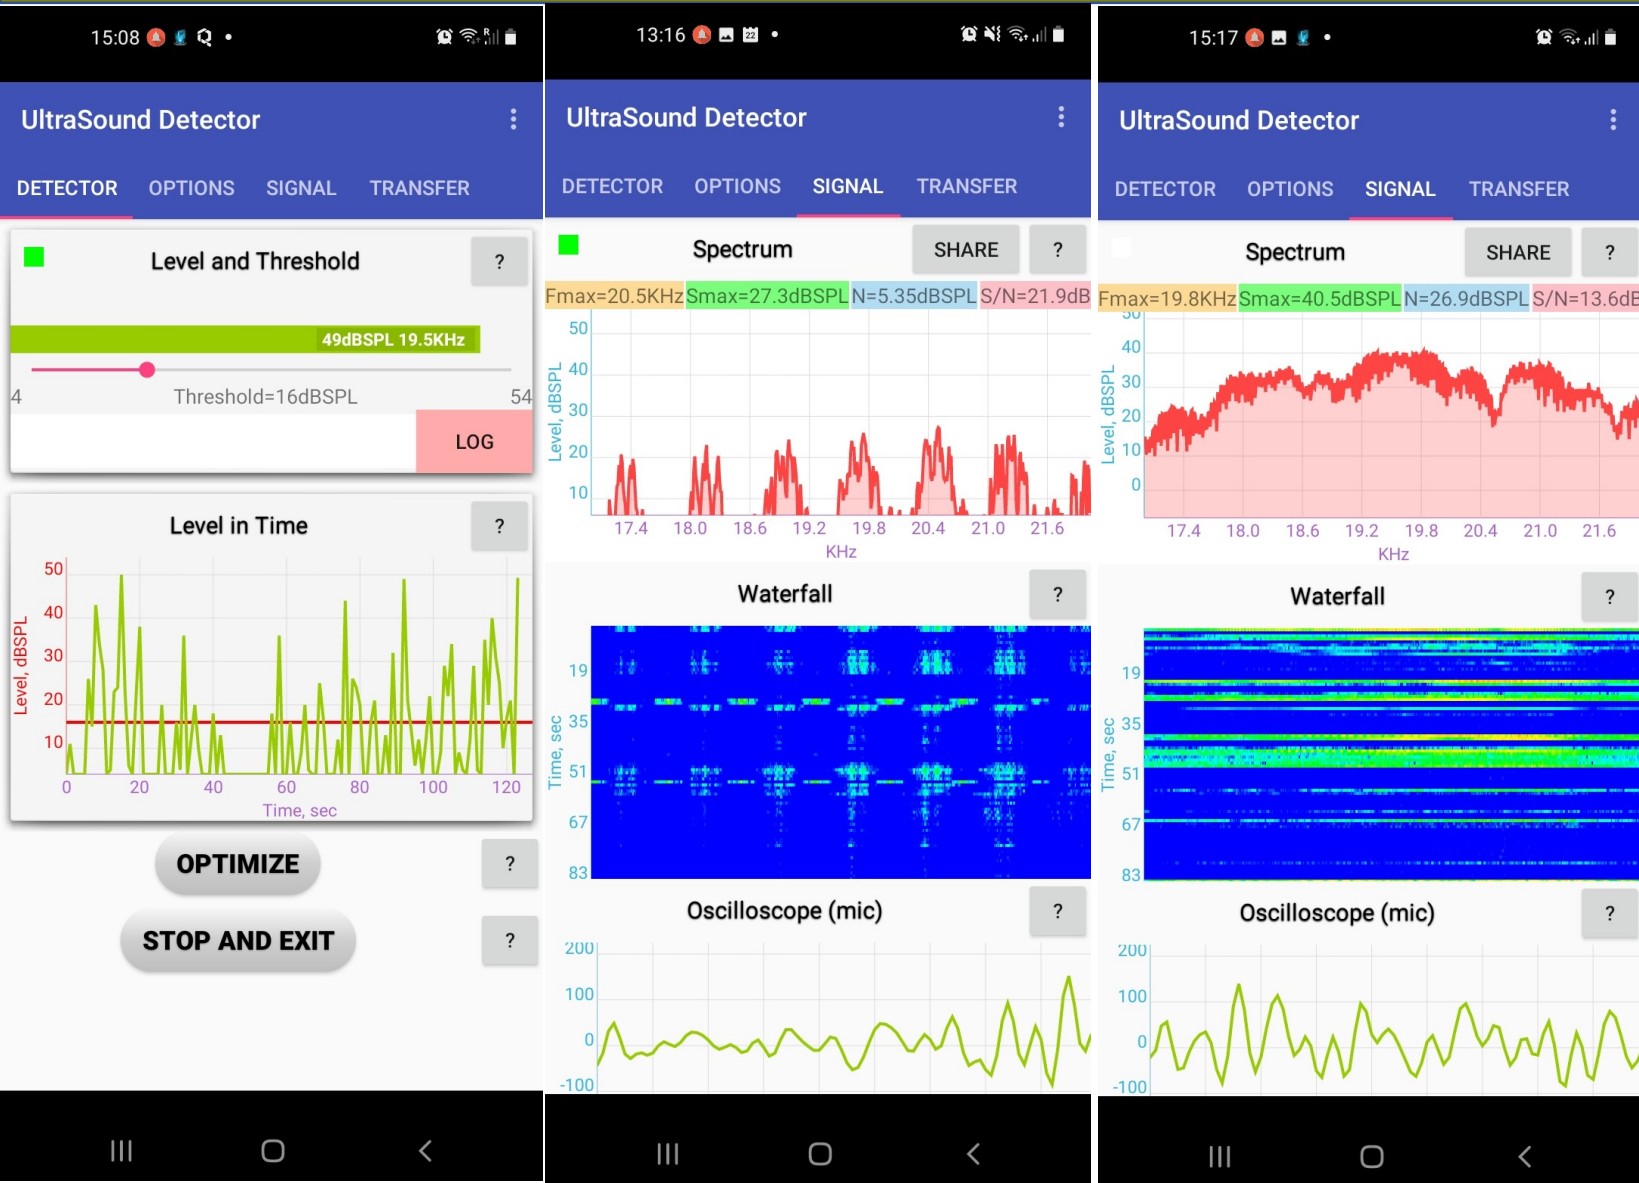 15:08
UltraSound Detector
DETECTOR OPTIONS SIGNAL TRANSFER
Level and Threshold ?
49dBSPL 19.5KHz
4 Threshold=16dBSPL 54
LOG
Level in Time ?
Level, dBSPL
50
40
30
20
10
0 20 40 60 80 100 120
Time, sec
OPTIMIZE ?
STOP AND EXIT ?
13:16 22
UltraSound Detector
DETECTOR OPTIONS SIGNAL TRANSFER
Spectrum SHARE ?
Fmax=20.5KHz Smax=27.3dBSPL N=5.35dBSPL S/N=21.9dB
Level, dBSPL
50
40
30
20
10
17.4 18.0 18.6 19.2 19.8 20.4 21.0 21.6
KHz
Waterfall ?
Time, sec
19
35
51
67
83
Oscilloscope (mic) ?
200
100
0
-100
15:17
UltraSound Detector
DETECTOR OPTIONS SIGNAL TRANSFER
Spectrum SHARE ?
Fmax=19.8KHz Smax=40.5dBSPL N=26.9dBSPL S/N=13.6dB
Level, dBSPL
50
40
30
20
10
0
17.4 18.0 18.6 19.2 19.8 20.4 21.0 21.6
KHz
Waterfall ?
Time, sec
19
35
51
67
83
Oscilloscope (mic) ?
200
100
0
-100